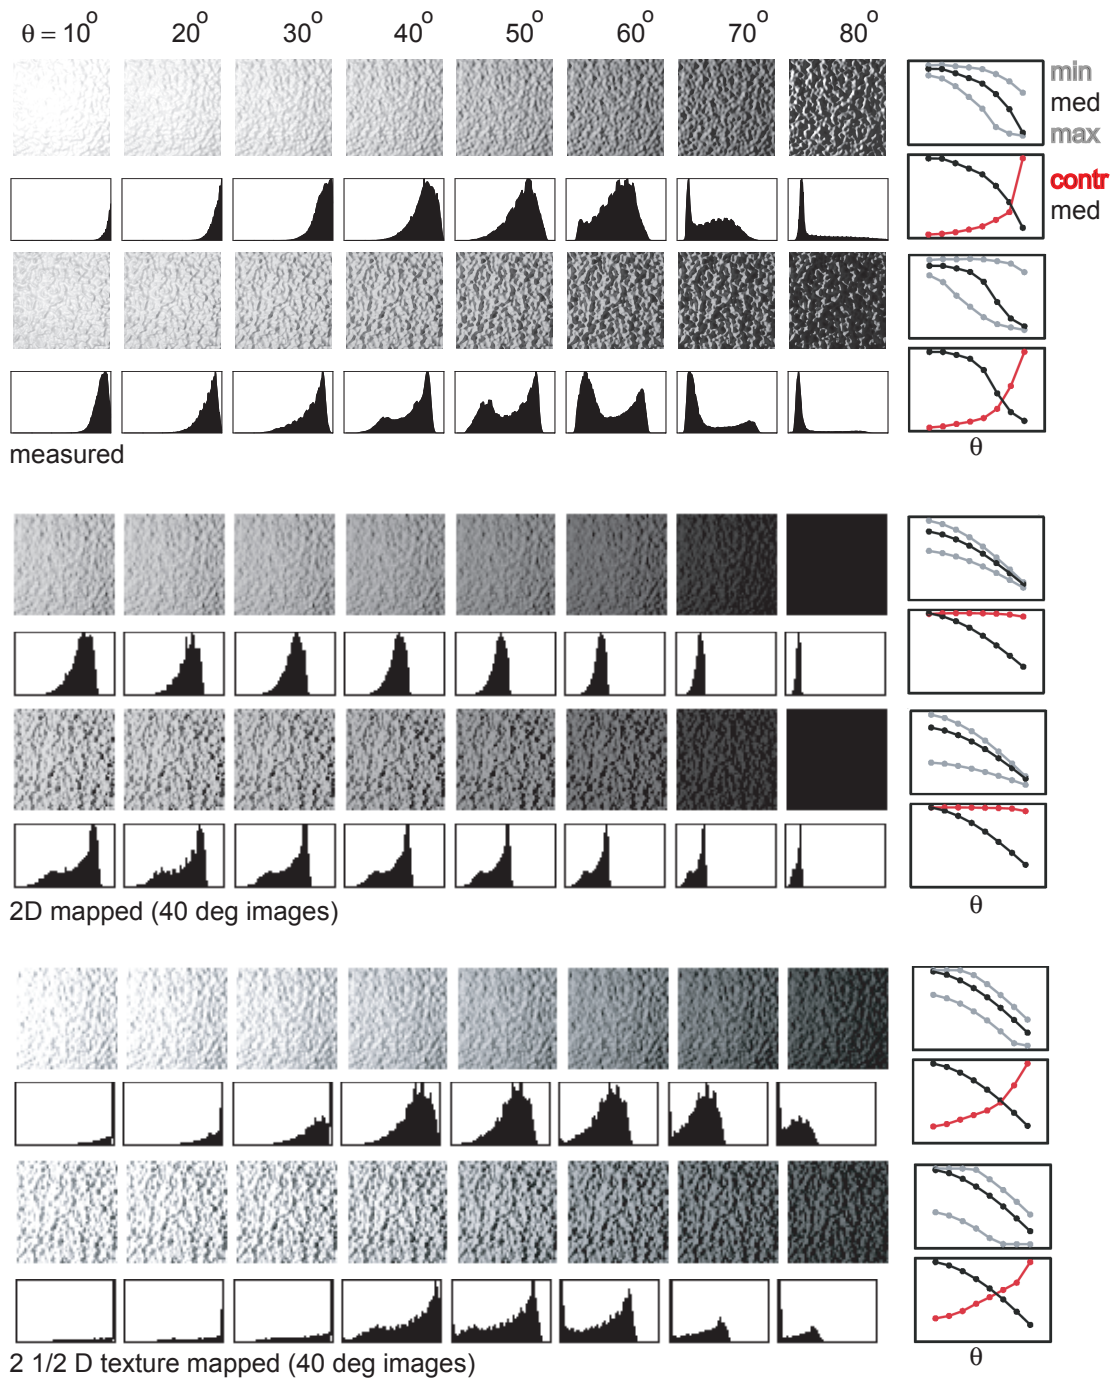 θ = 10° 20° 30° 40° 50° 60° 70° 80°
min
med
max
contr
med
θ
measured
θ
2D mapped (40 deg images)
θ
2 1/2 D texture mapped (40 deg images)